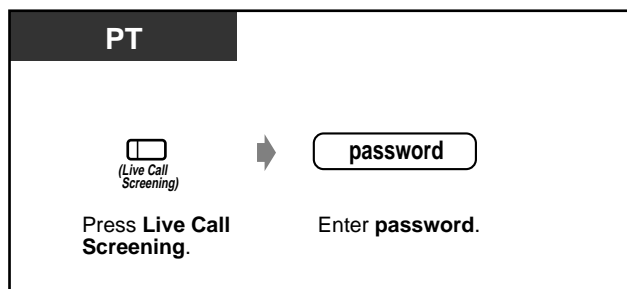 PT
(Live Call
Screening)
password
Press Live Call
Screening.
Enter password.